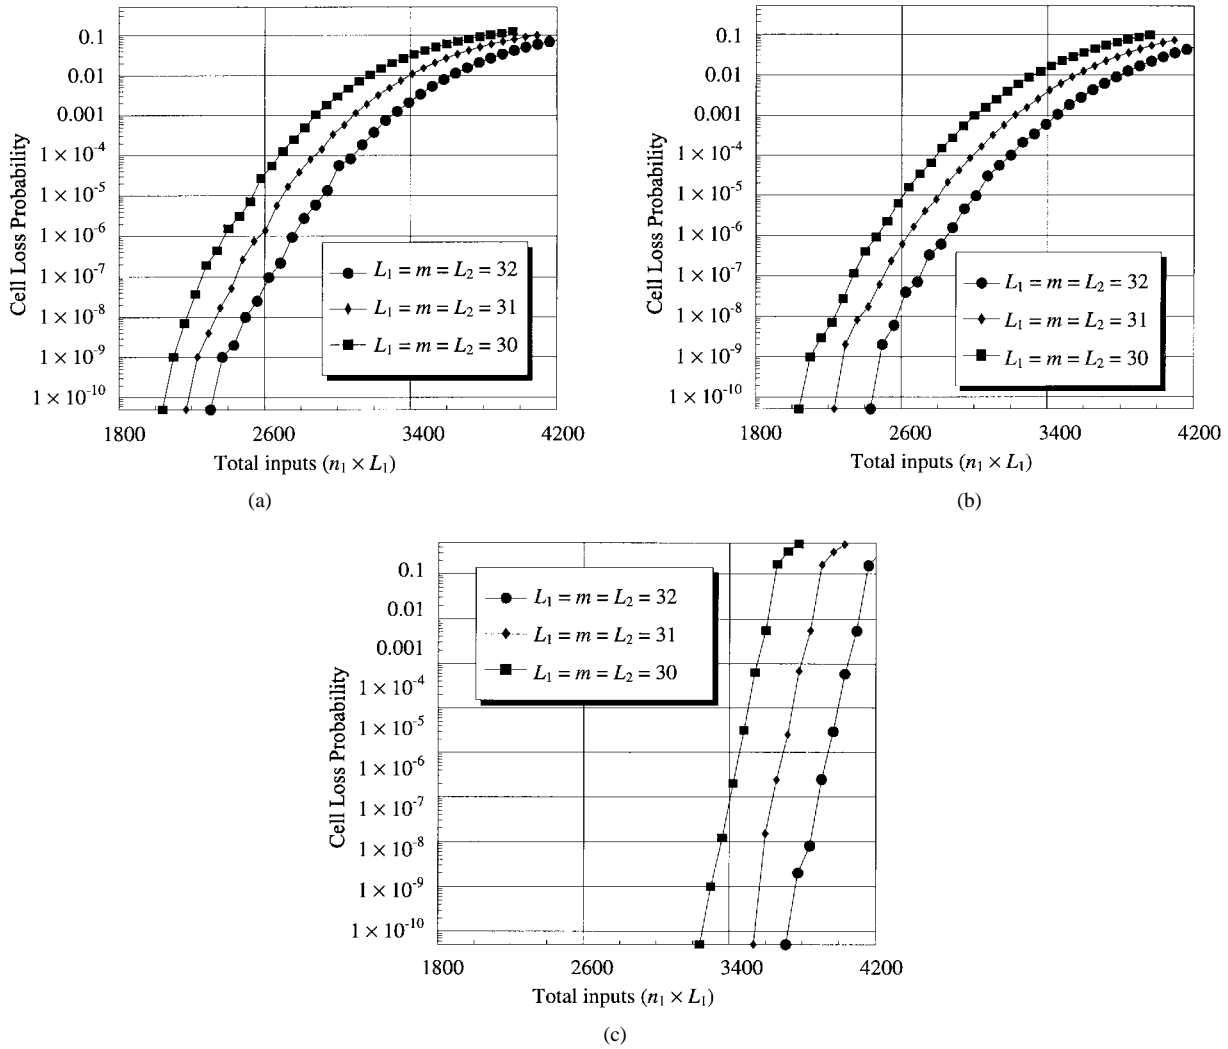 0.1
0.01
0.001
1 × 10⁻⁴
1 × 10⁻⁵
1 × 10⁻⁶
1 × 10⁻⁷
1 × 10⁻⁸
1 × 10⁻⁹
1 × 10⁻¹⁰
Cell Loss Probability
L₁ = m = L₂ = 32
L₁ = m = L₂ = 31
L₁ = m = L₂ = 30
1800 2600 3400 4200
Total inputs (n₁ × L₁)
(a)
0.1
0.01
0.001
1 × 10⁻⁴
1 × 10⁻⁵
1 × 10⁻⁶
1 × 10⁻⁷
1 × 10⁻⁸
1 × 10⁻⁹
1 × 10⁻¹⁰
Cell Loss Probability
L₁ = m = L₂ = 32
L₁ = m = L₂ = 31
L₁ = m = L₂ = 30
1800 2600 3400 4200
Total inputs (n₁ × L₁)
(b)
0.1
0.01
0.001
1 × 10⁻⁴
1 × 10⁻⁵
1 × 10⁻⁶
1 × 10⁻⁷
1 × 10⁻⁸
1 × 10⁻⁹
1 × 10⁻¹⁰
Cell Loss Probability
L₁ = m = L₂ = 32
L₁ = m = L₂ = 31
L₁ = m = L₂ = 30
1800 2600 3400 4200
Total inputs (n₁ × L₁)
(c)